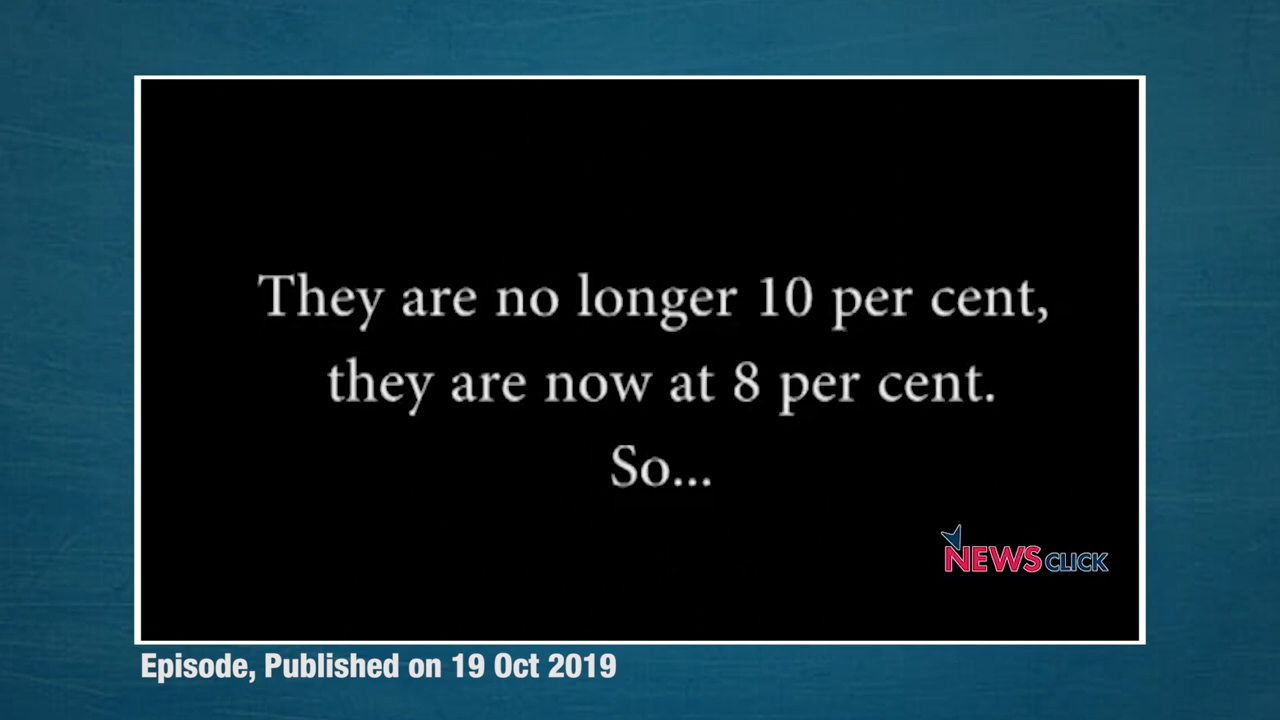 They are no longer 10 per cent,
they are now at 8 per cent.
So...
NEWSCLICK
Episode, Published on 19 Oct 2019